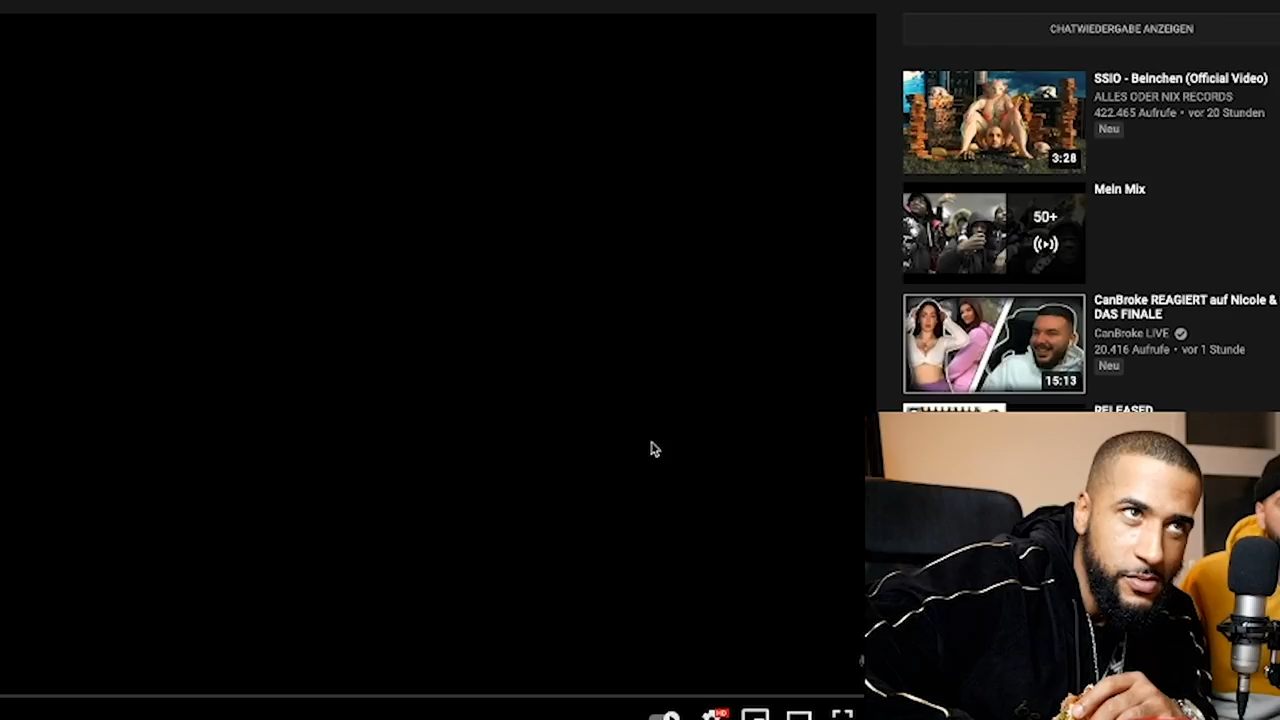 CHATWIEDERGABE ANZEIGEN
SSIO - Beinchen (Official Video)
ALLES ODER NIX RECORDS
422.465 Aufrufe • vor 20 Stunden
Neu
3:28
Mein Mix
50+
CanBroke REAGIERT auf Nicole &
DAS FINALE
CanBroke LIVE
20.416 Aufrufe • vor 1 Stunde
Neu
15:13
RELEASED
HD